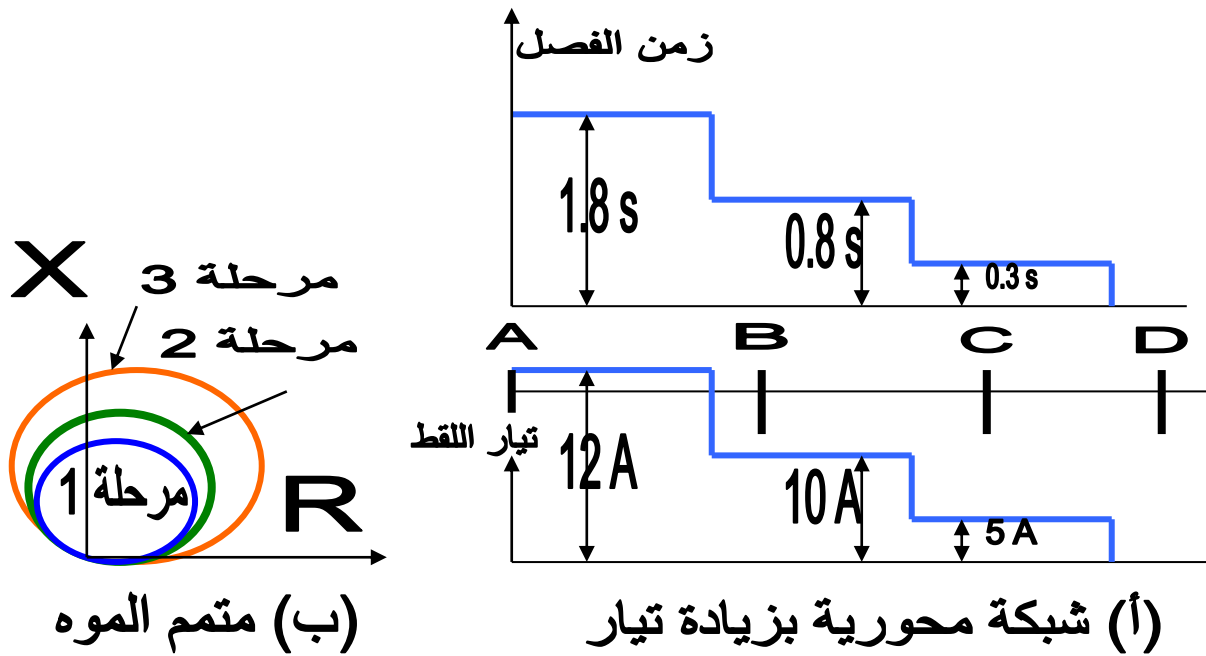 زمن الفصل
1.8 s
0.8 s
0.3 s
A B C D
تيار اللقط
12 A
10 A
5 A
(أ) شبكة محورية بزيادة تيار
X
مرحلة 3
مرحلة 2
مرحلة 1
R
(ب) متمم الموه